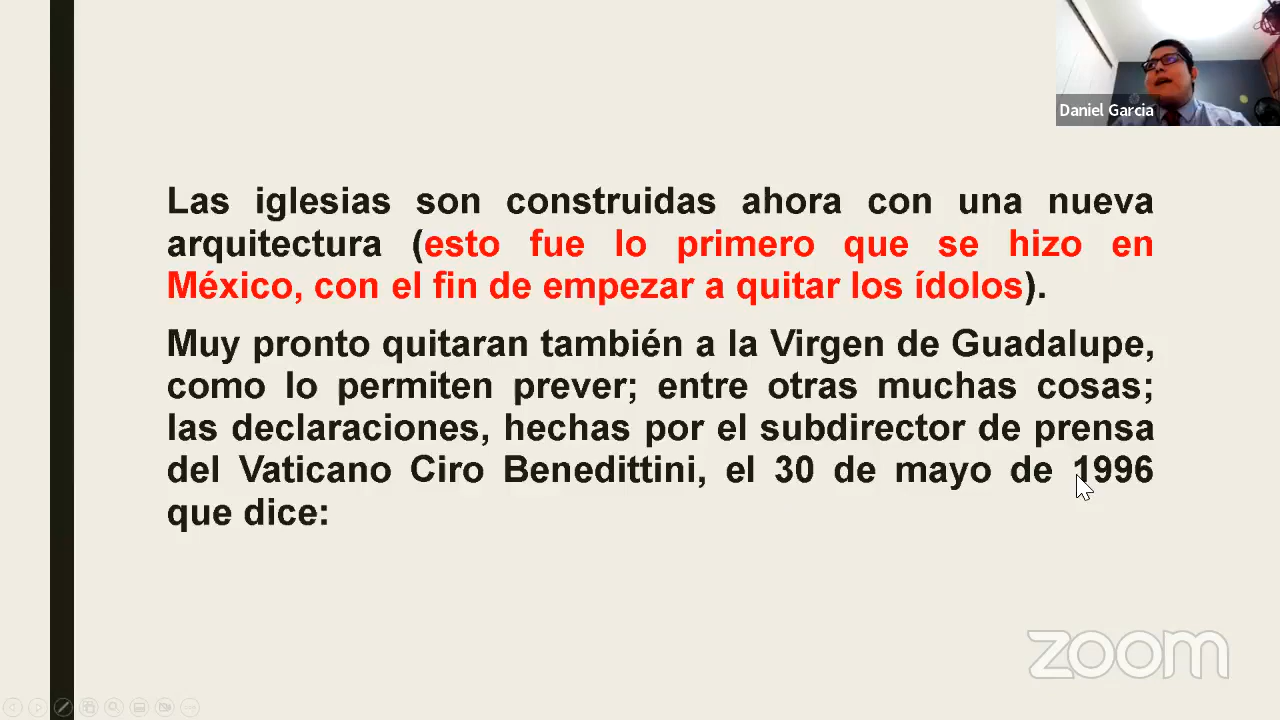 Daniel Garcia
Las iglesias son construidas ahora con una nueva
arquitectura (esto fue lo primero que se hizo en
México, con el fin de empezar a quitar los ídolos).
Muy pronto quitaran también a la Virgen de Guadalupe,
como lo permiten prever; entre otras muchas cosas;
las declaraciones, hechas por el subdirector de prensa
del Vaticano Ciro Benedittini, el 30 de mayo de 1996
que dice:
zoom